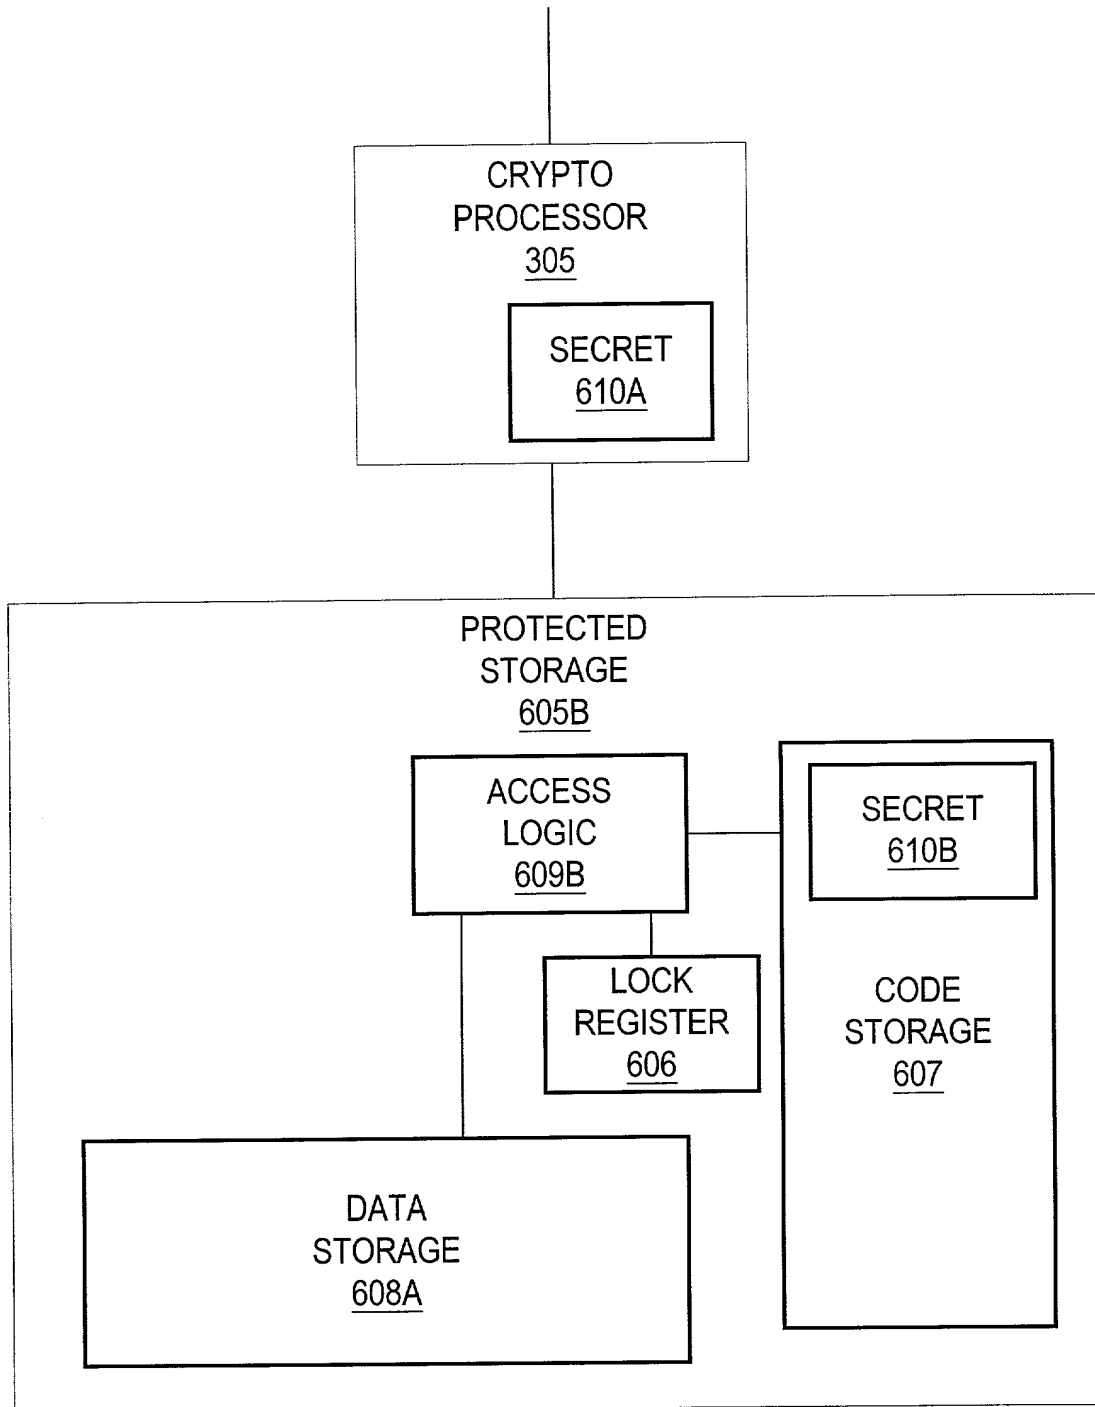 CRYPTO
PROCESSOR
305
SECRET
610A
PROTECTED
STORAGE
605B
ACCESS
LOGIC
609B
SECRET
610B
LOCK
REGISTER
606
CODE
STORAGE
607
DATA
STORAGE
608A